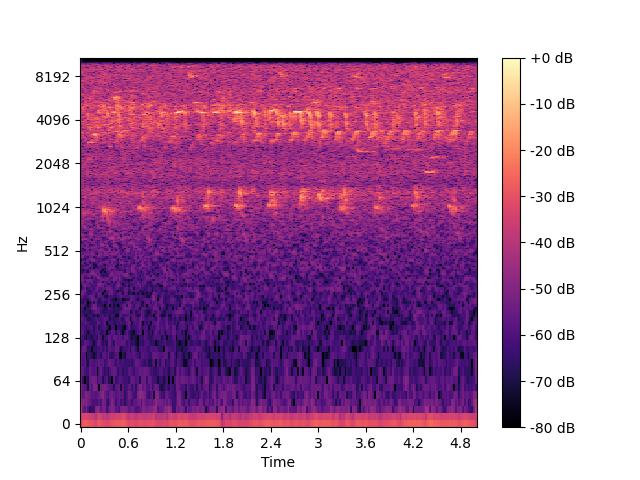 8192
4096
2048
1024
512
256
128
64
0
Hz
0 0.6 1.2 1.8 2.4 3 3.6 4.2 4.8
Time
+0 dB
-10 dB
-20 dB
-30 dB
-40 dB
-50 dB
-60 dB
-70 dB
-80 dB